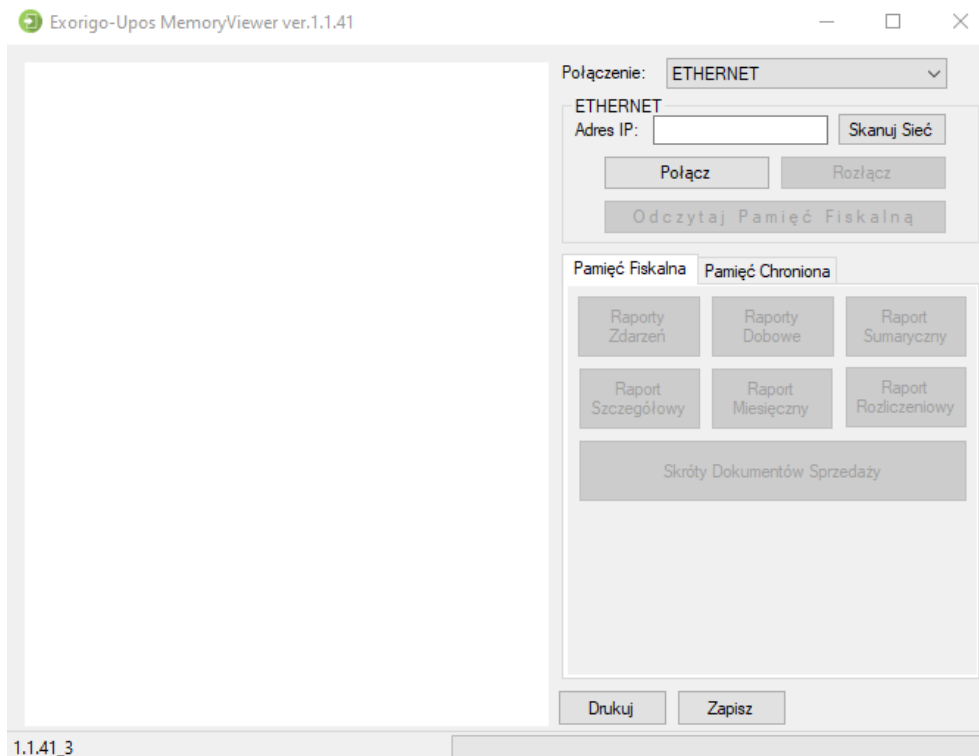 Exorigo-Upos MemoryViewer ver.1.1.41
Połączenie: ETHERNET
ETHERNET
Adres IP: Skanuj Sieć
Połącz Rozłącz
Odczytaj Pamięć Fiskalną
Pamięć Fiskalna Pamięć Chroniona
Raporty Zdarzeń
Raporty Dobowe
Raport Sumaryczny
Raport Szczegółowy
Raport Miesięczny
Raport Rozliczeniowy
Skróty Dokumentów Sprzedaży
Drukuj Zapisz
1.1.41_3